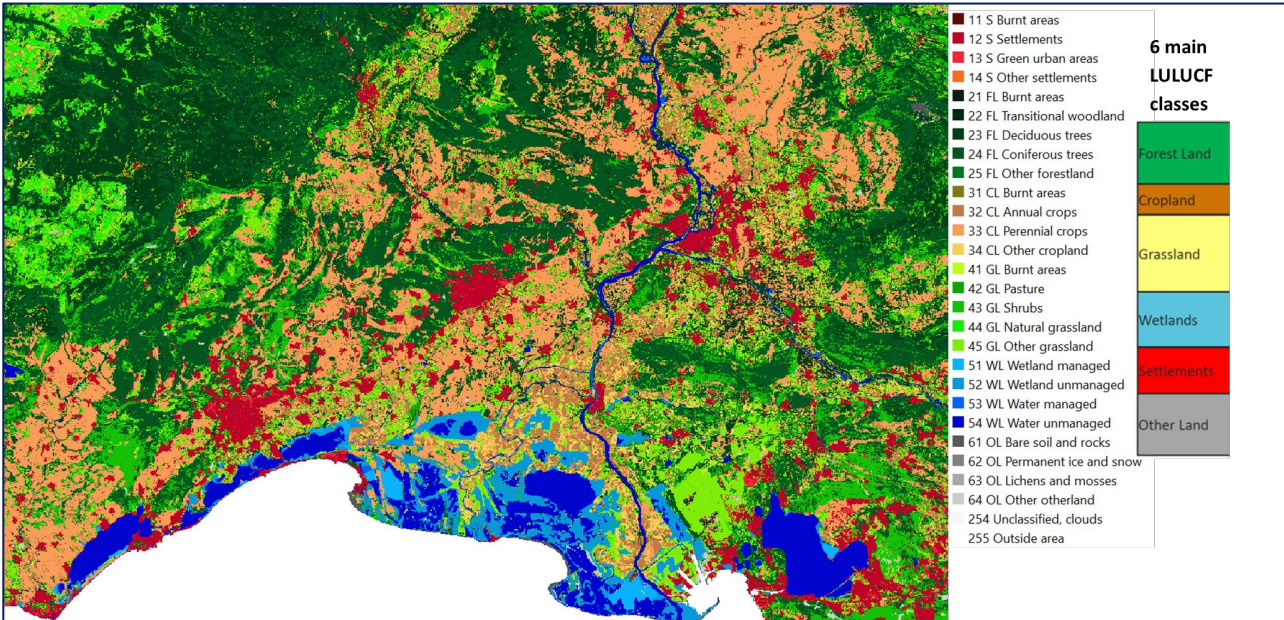 11 S Burnt areas
12 S Settlements
13 S Green urban areas
14 S Other settlements
21 FL Burnt areas
22 FL Transitional woodland
23 FL Deciduous trees
24 FL Coniferous trees
25 FL Other forestland
31 CL Burnt areas
32 CL Annual crops
33 CL Perennial crops
34 CL Other cropland
41 GL Burnt areas
42 GL Pasture
43 GL Shrubs
44 GL Natural grassland
45 GL Other grassland
51 WL Wetland managed
52 WL Wetland unmanaged
53 WL Water managed
54 WL Water unmanaged
61 OL Bare soil and rocks
62 OL Permanent ice and snow
63 OL Lichens and mosses
64 OL Other otherland
254 Unclassified, clouds
255 Outside area
6 main
LULUCF
classes
Forest Land
Cropland
Grassland
Wetlands
Settlements
Other Land